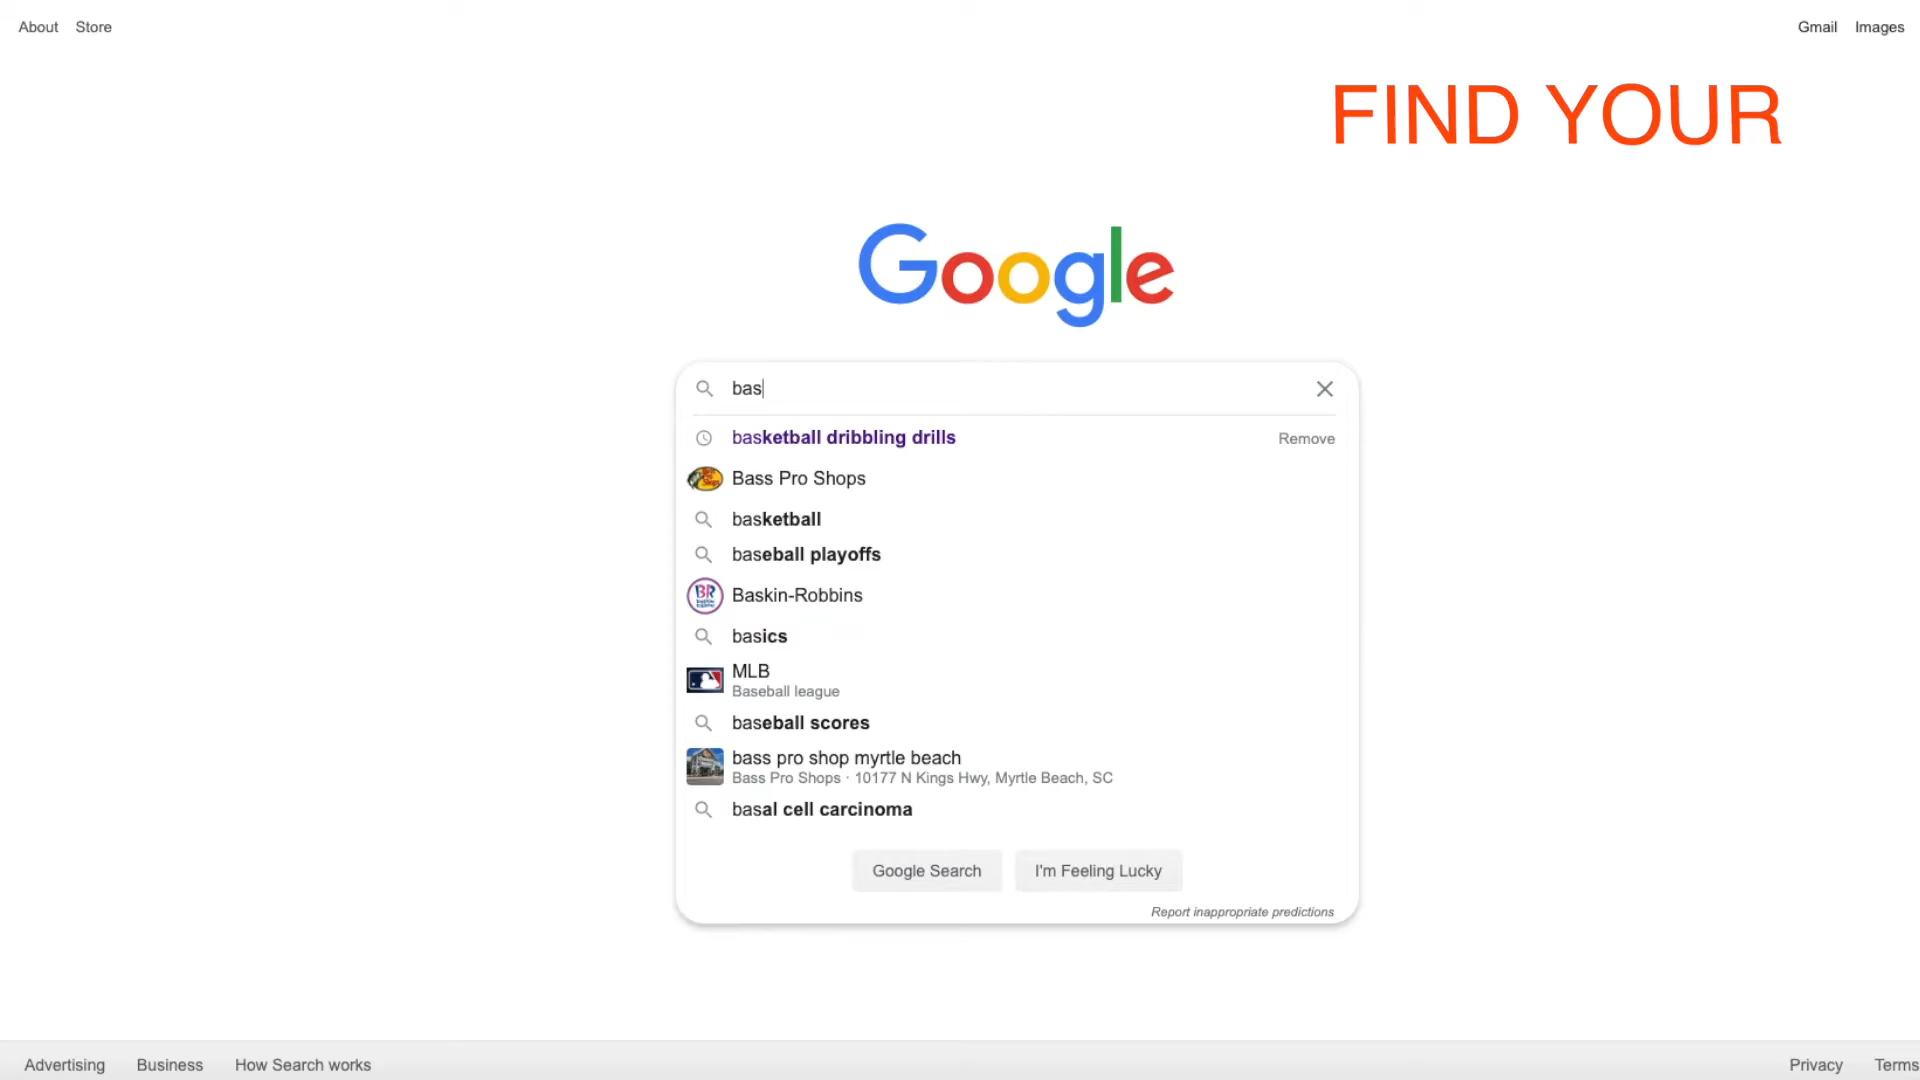 About Store
Gmail Images
FIND YOUR
Google
bas
basketball dribbling drills
Remove
Bass Pro Shops
basketball
baseball playoffs
BR
Baskin-Robbins
basics
MLB
Baseball league
baseball scores
bass pro shop myrtle beach
Bass Pro Shops · 10177 N Kings Hwy, Myrtle Beach, SC
basal cell carcinoma
Google Search
I'm Feeling Lucky
Report inappropriate predictions
Advertising Business How Search works
Privacy Terms